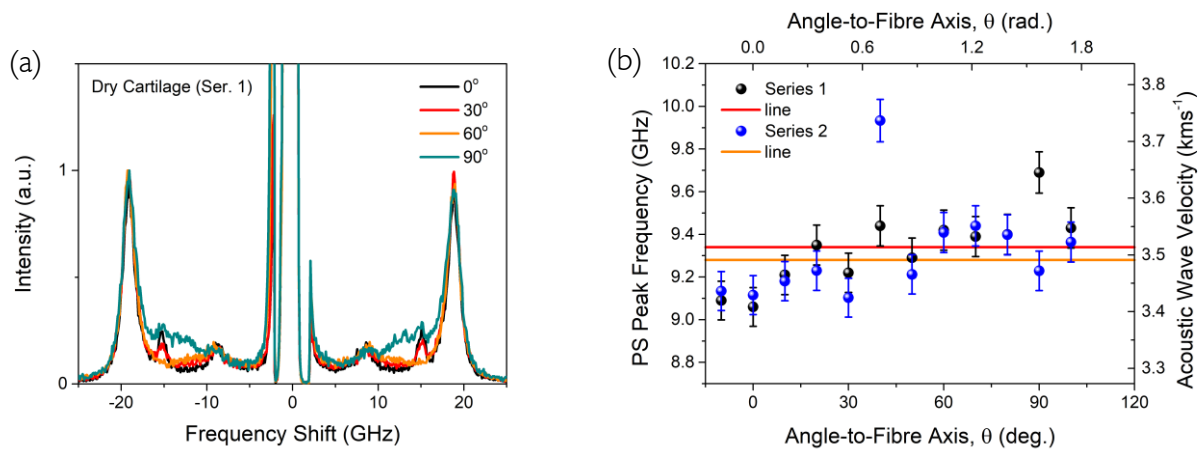 (a)
Dry Cartilage (Ser. 1)
0°
30°
60°
90°
Intensity (a.u.)
1
0
-20
-10
0
10
20
Frequency Shift (GHz)
(b)
Angle-to-Fibre Axis, θ (rad.)
0.0
0.6
1.2
1.8
Series 1
line
Series 2
line
PS Peak Frequency (GHz)
10.2
10.0
9.8
9.6
9.4
9.2
9.0
8.8
Acoustic Wave Velocity (kms⁻¹)
3.8
3.7
3.6
3.5
3.4
3.3
0
30
60
90
120
Angle-to-Fibre Axis, θ (deg.)